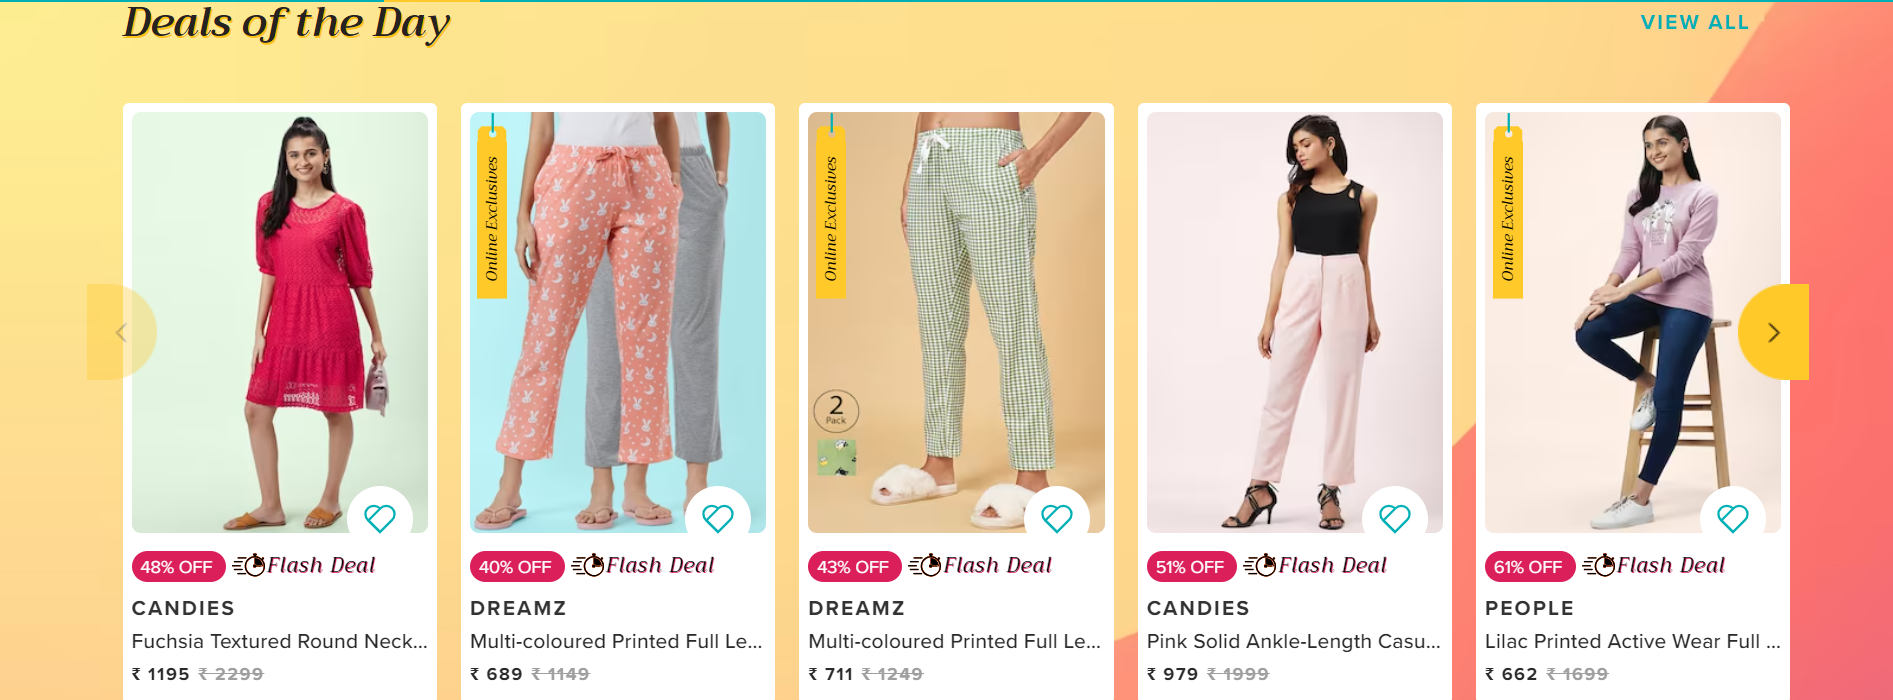 Deals of the Day
VIEW ALL
Online Exclusives
Online Exclusives
2
Pack
Online Exclusives
48% OFF Flash Deal
CANDIES
Fuchsia Textured Round Neck...
₹ 1195 ₹ 2299
40% OFF Flash Deal
DREAMZ
Multi-coloured Printed Full Le...
₹ 689 ₹ 1149
43% OFF Flash Deal
DREAMZ
Multi-coloured Printed Full Le...
₹ 711 ₹ 1249
51% OFF Flash Deal
CANDIES
Pink Solid Ankle-Length Casu...
₹ 979 ₹ 1999
61% OFF Flash Deal
PEOPLE
Lilac Printed Active Wear Full ...
₹ 662 ₹ 1699